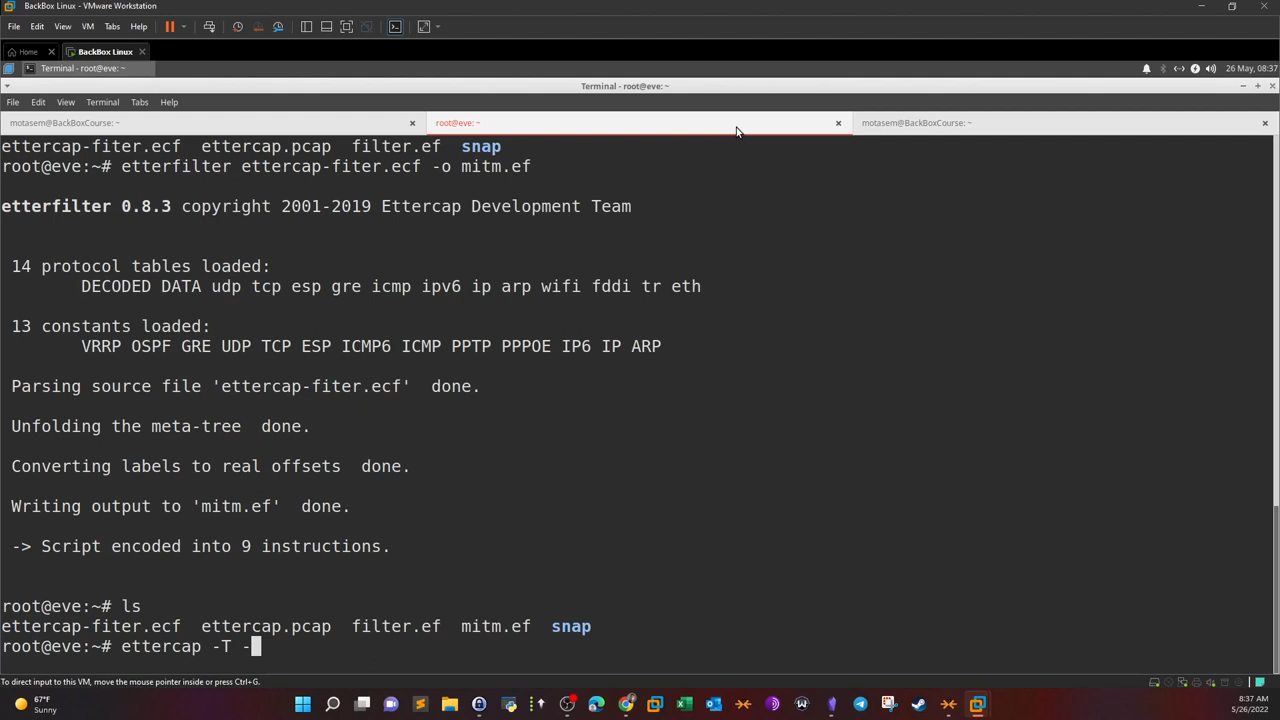 BackBox Linux - VMware Workstation
File Edit View VM Tabs Help
Home BackBox Linux
Terminal - root@eve: ~ 26 May, 08:37
Terminal - root@eve: ~
File Edit View Terminal Tabs Help
motasem@BackBoxCourse: ~ root@eve: ~ motasem@BackBoxCourse: ~
ettercap-fiter.ecf ettercap.pcap filter.ef snap
root@eve:~# etterfilter ettercap-fiter.ecf -o mitm.ef
etterfilter 0.8.3 copyright 2001-2019 Ettercap Development Team
14 protocol tables loaded:
DECODED DATA udp tcp esp gre icmp ipv6 ip arp wifi fddi tr eth
13 constants loaded:
VRRP OSPF GRE UDP TCP ESP ICMP6 ICMP PPTP PPPOE IP6 IP ARP
Parsing source file 'ettercap-fiter.ecf' done.
Unfolding the meta-tree done.
Converting labels to real offsets done.
Writing output to 'mitm.ef' done.
-> Script encoded into 9 instructions.
root@eve:~# ls
ettercap-fiter.ecf ettercap.pcap filter.ef mitm.ef snap
root@eve:~# ettercap -T -
To direct input to this VM, move the mouse pointer inside or press Ctrl+G.
67°F
Sunny
8:37 AM
5/26/2022